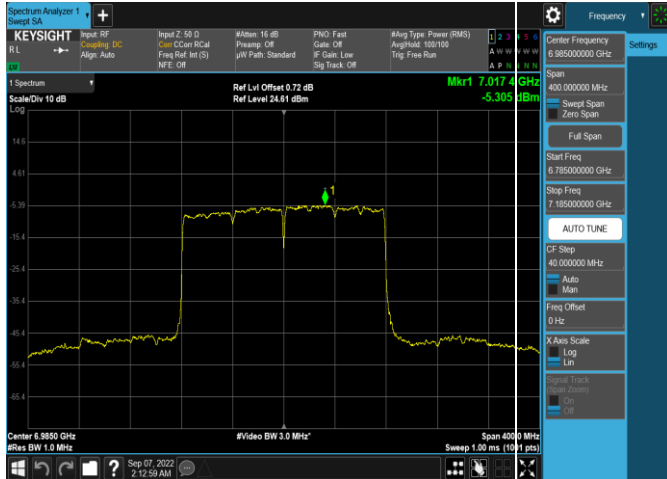 Spectrum Analyzer 1
Swept SA
+
Frequency
KEYSIGHT
RL
Input: RF
Coupling: DC
Align: Auto
Input Z: 50 Ω
Corr CCorr RCal
Freq Ref: Int (S)
NFE: Off
#Atten: 16 dB
Preamp: Off
µW Path: Standard
PNO: Fast
Gate: Off
IF Gain: Low
Sig Track: Off
#Avg Type: Power (RMS)
Avg|Hold: 100/100
Trig: Free Run
1 2 3 4 5 6
A W W W W W
A P N N N N
1 Spectrum
Scale/Div 10 dB
Log
Ref Lvl Offset 0.72 dB
Ref Level 24.61 dBm
Mkr1 7.017 4 GHz
-5.305 dBm
14.6
4.61
-5.39
-15.4
-25.4
-35.4
-45.4
-55.4
-65.4
1
Center 6.9850 GHz
#Res BW 1.0 MHz
#Video BW 3.0 MHz*
Span 400.0 MHz
Sweep 1.00 ms (1001 pts)
Sep 07, 2022
2:12:59 AM
Settings
Center Frequency
6.985000000 GHz
Span
400.000000 MHz
Swept Span
Zero Span
Full Span
Start Freq
6.785000000 GHz
Stop Freq
7.185000000 GHz
AUTO TUNE
CF Step
40.000000 MHz
Auto
Man
Freq Offset
0 Hz
X Axis Scale
Log
Lin
Signal Track
(Span Zoom)
On
Off